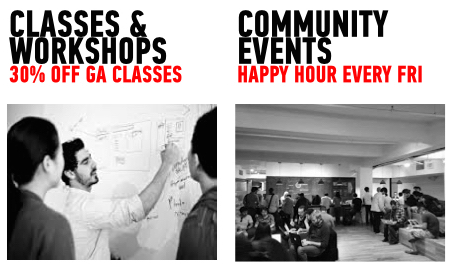 CLASSES &
WORKSHOPS
30% OFF GA CLASSES
COMMUNITY
EVENTS
HAPPY HOUR EVERY FRI